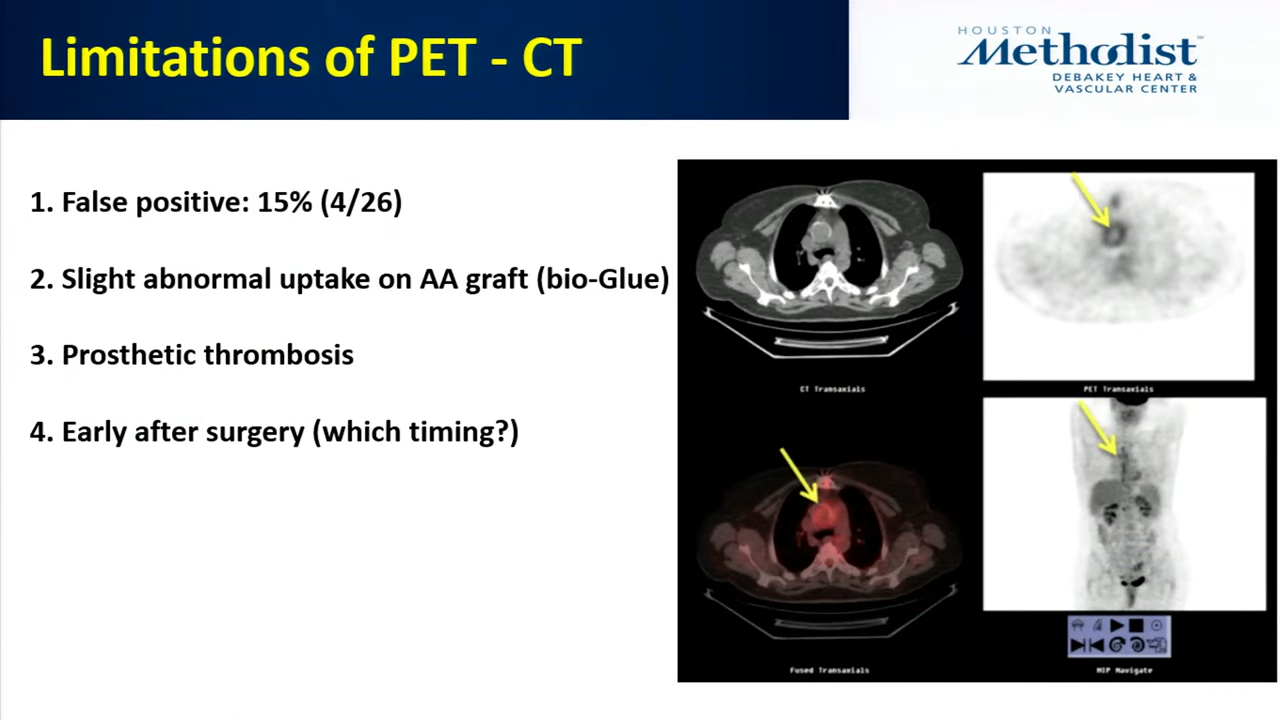 Limitations of PET - CT
HOUSTON
Methodist
DEBAKEY HEART &
VASCULAR CENTER
1. False positive: 15% (4/26)
2. Slight abnormal uptake on AA graft (bio-Glue)
3. Prosthetic thrombosis
4. Early after surgery (which timing?)
CT Transaxials
PET Transaxials
Fused Transaxials
MIP Navigate